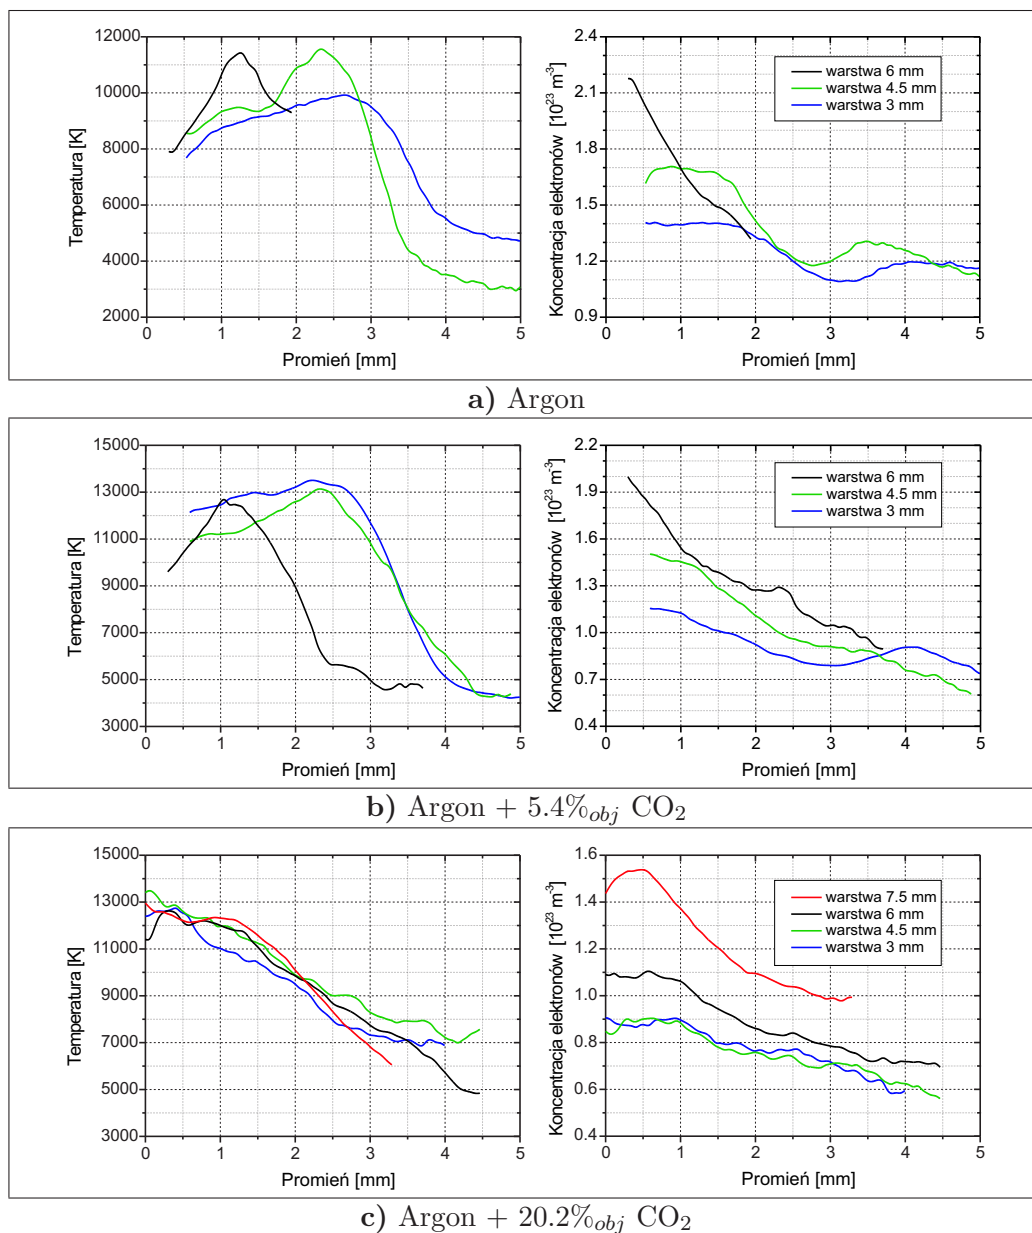 12000
10000
8000
6000
4000
2000
Temperatura [K]
0 1 2 3 4 5
Promień [mm]
2.4
2.1
1.8
1.5
1.2
0.9
Koncentracja elektronów [10²³ m⁻³]
warstwa 6 mm
warstwa 4.5 mm
warstwa 3 mm
0 1 2 3 4 5
Promień [mm]
a) Argon
15000
13000
11000
9000
7000
5000
3000
Temperatura [K]
0 1 2 3 4 5
Promień [mm]
2.2
1.9
1.6
1.3
1.0
0.7
0.4
Koncentracja elektronów [10²³ m⁻³]
warstwa 6 mm
warstwa 4.5 mm
warstwa 3 mm
0 1 2 3 4 5
Promień [mm]
b) Argon + 5.4%obj CO₂
15000
13000
11000
9000
7000
5000
3000
Temperatura [K]
0 1 2 3 4 5
Promień [mm]
1.6
1.4
1.2
1.0
0.8
0.6
0.4
Koncentracja elektronów [10²³ m⁻³]
warstwa 7.5 mm
warstwa 6 mm
warstwa 4.5 mm
warstwa 3 mm
0 1 2 3 4 5
Promień [mm]
c) Argon + 20.2%obj CO₂